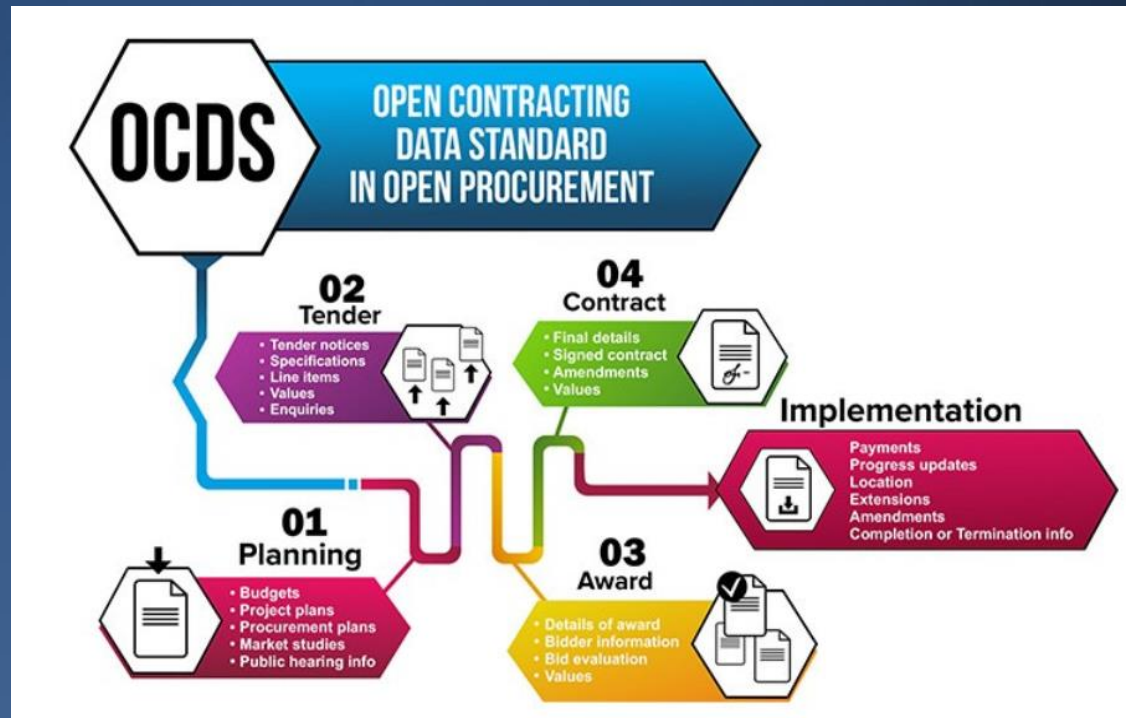 OCDS
OPEN CONTRACTING
DATA STANDARD
IN OPEN PROCUREMENT
01
Planning
• Budgets
• Project plans
• Procurement plans
• Market studies
• Public hearing info
02
Tender
• Tender notices
• Specifications
• Line items
• Values
• Enquiries
03
Award
• Details of award
• Bidder information
• Bid evaluation
• Values
04
Contract
• Final details
• Signed contract
• Amendments
• Values
Implementation
Payments
Progress updates
Location
Extensions
Amendments
Completion or Termination info